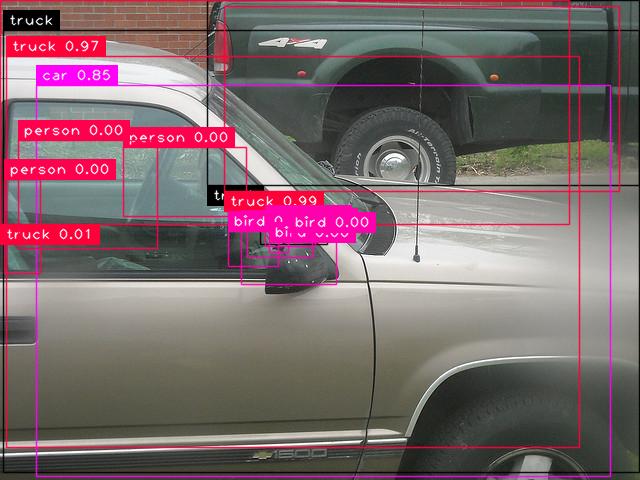 truck
truck 0.97
4x4
car 0.85
person 0.00
person 0.00
person 0.00
truck 0.99
bird 0.00
truck 0.01
1500